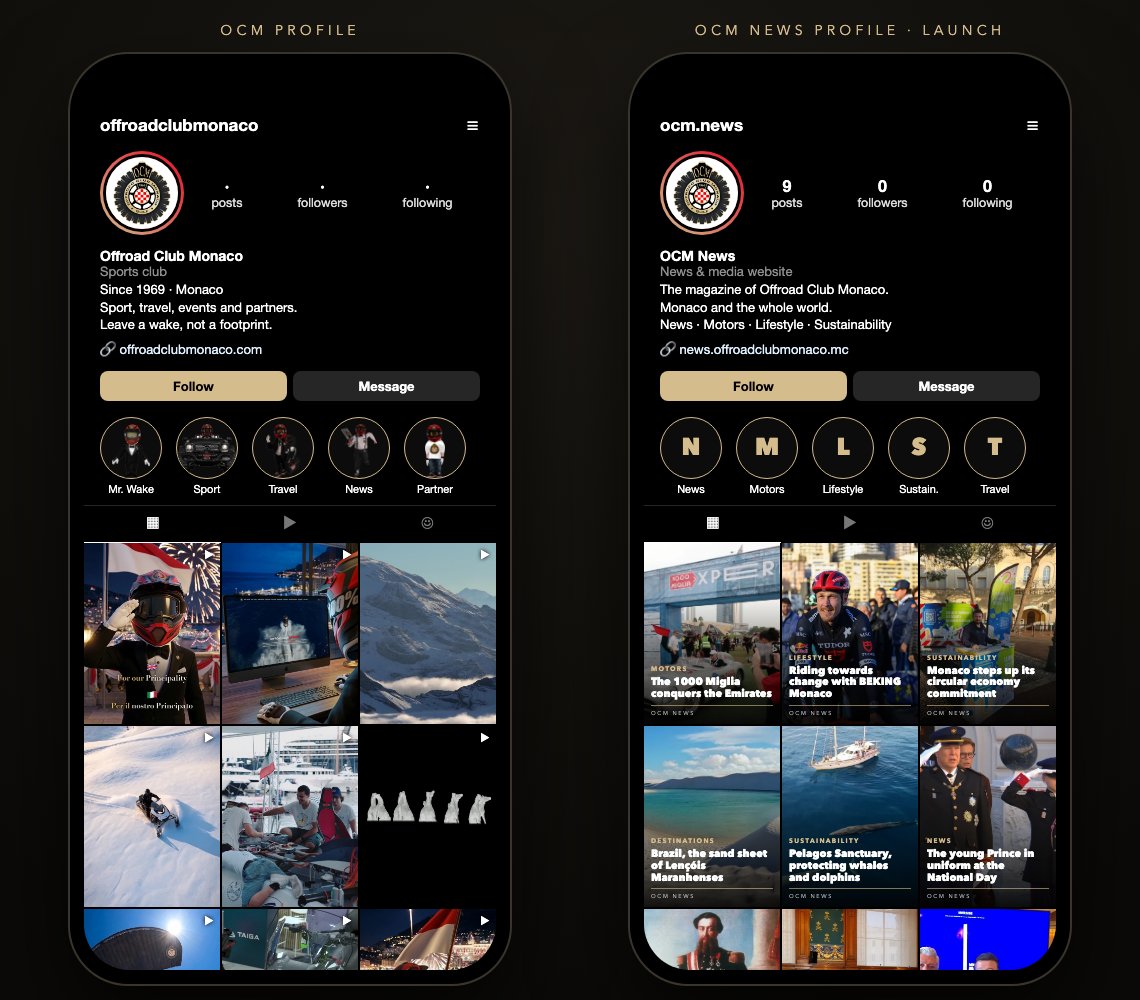 OCM PROFILE
offroadclubmonaco
OCM
posts
followers
following
Offroad Club Monaco
Sports club
Since 1969 · Monaco
Sport, travel, events and partners.
Leave a wake, not a footprint.
offroadclubmonaco.com
Follow
Message
Mr. Wake
Sport
Travel
News
Partner
For our Principality
Per il nostro Principato
TAIGA
OCM NEWS PROFILE · LAUNCH
ocm.news
OCM
9
0
0
posts
followers
following
OCM News
News & media website
The magazine of Offroad Club Monaco.
Monaco and the whole world.
News · Motors · Lifestyle · Sustainability
news.offroadclubmonaco.mc
Follow
Message
N
M
L
S
T
News
Motors
Lifestyle
Sustain.
Travel
1000
MIGLIA
XPER
MOTORS
The 1000 Miglia
conquers the Emirates
OCM NEWS
TUDOR
LIFESTYLE
Riding towards
change with BEKING
Monaco
OCM NEWS
SUSTAINABILITY
Monaco steps up its
circular economy
commitment
OCM NEWS
DESTINATIONS
Brazil, the sand sheet
of Lençóis
Maranhenses
OCM NEWS
SUSTAINABILITY
Pelagos Sanctuary,
protecting whales
and dolphins
OCM NEWS
NEWS
The young Prince in
uniform at the
National Day
OCM NEWS